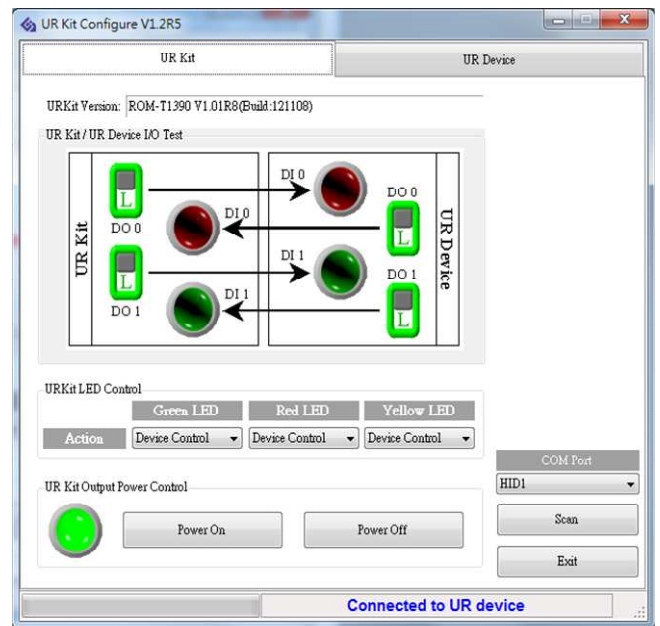 UR Kit Configure V1.2R5
UR Kit
UR Device
URKit Version: ROM-T1390 V1.01R8(Build:121108)
UR Kit / UR Device I/O Test
UR Kit
L
DO 0
L
DO 1
DI 0
DI 1
DI 0
DI 1
DO 0
L
DO 1
L
UR Device
URKit LED Control
Green LED Red LED Yellow LED
Action Device Control Device Control Device Control
UR Kit Output Power Control
Power On Power Off
COM Port
HID1
Scan
Exit
Connected to UR device